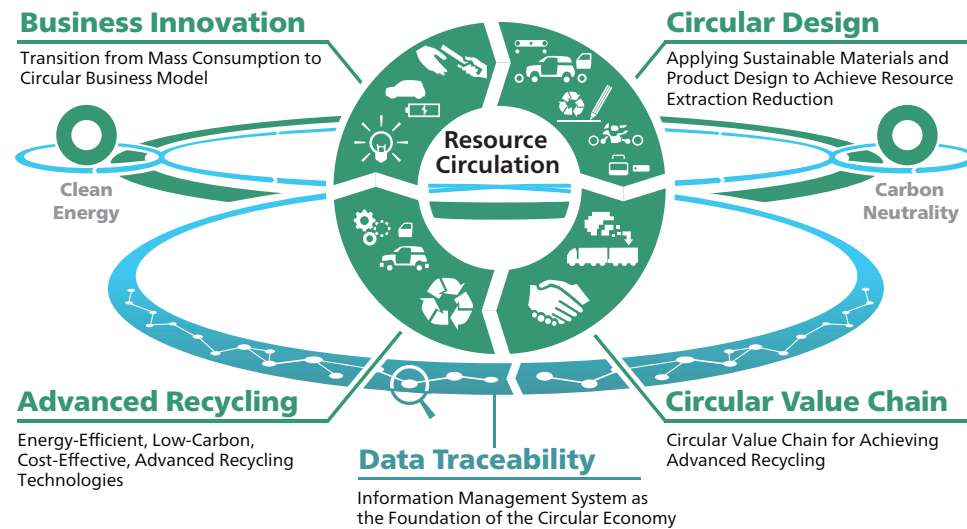 Business Innovation
Transition from Mass Consumption to
Circular Business Model
Circular Design
Applying Sustainable Materials and
Product Design to Achieve Resource
Extraction Reduction
Resource
Circulation
Clean
Energy
Carbon
Neutrality
Advanced Recycling
Energy-Efficient, Low-Carbon,
Cost-Effective, Advanced Recycling
Technologies
Data Traceability
Information Management System as
the Foundation of the Circular Economy
Circular Value Chain
Circular Value Chain for Achieving
Advanced Recycling